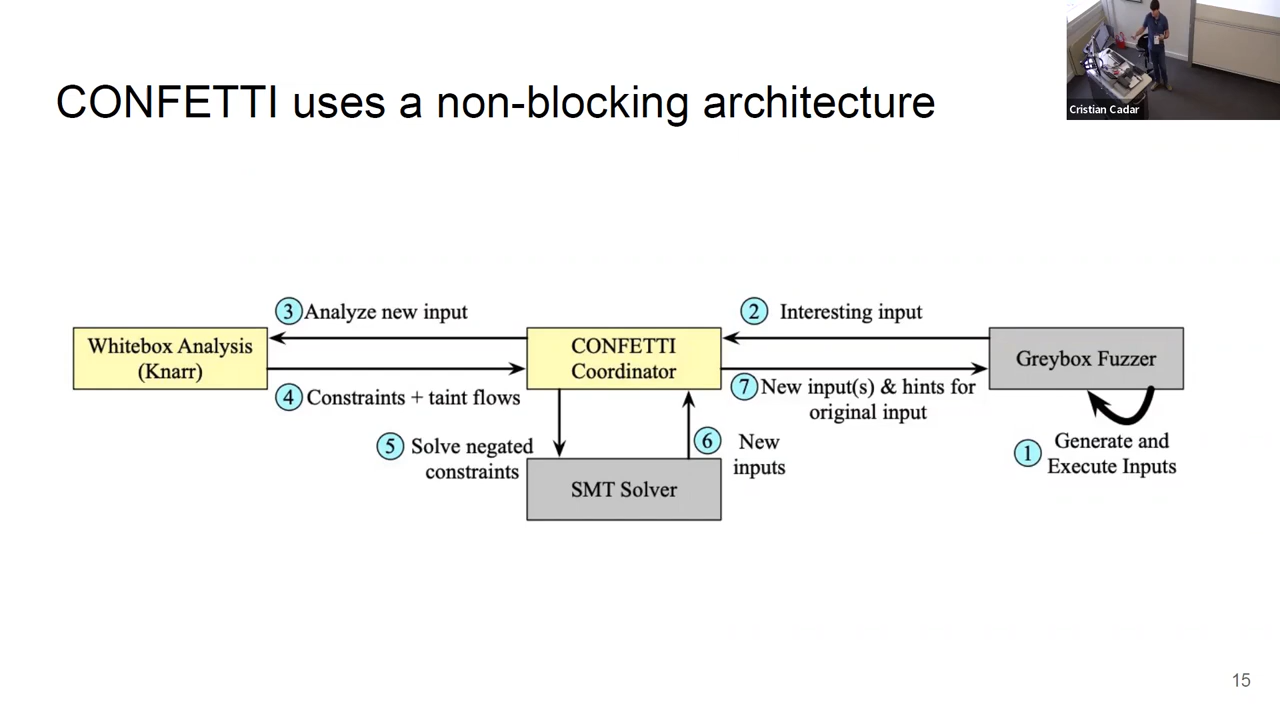 CONFETTI uses a non-blocking architecture
Cristian Cadar
3 Analyze new input
2 Interesting input
Whitebox Analysis
(Knarr)
CONFETTI
Coordinator
Greybox Fuzzer
4 Constraints + taint flows
7 New input(s) & hints for
original input
5 Solve negated
constraints
6 New
inputs
1 Generate and
Execute Inputs
SMT Solver
15